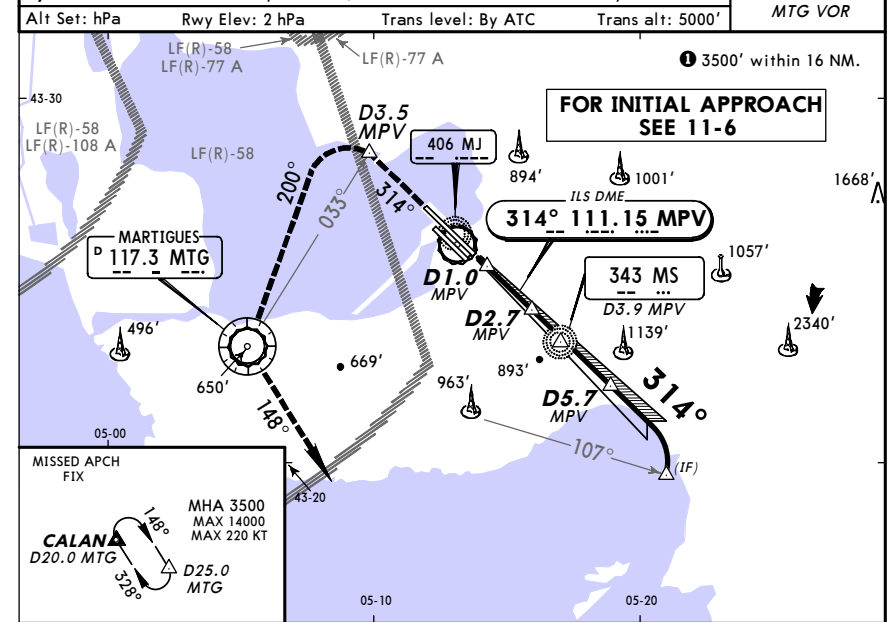 Alt Set: hPa Rwy Elev: 2 hPa Trans level: By ATC Trans alt: 5000'
MTG VOR
LF(R)-58
LF(R)-77 A
LF(R)-77 A
1 3500' within 16 NM.
43-30
FOR INITIAL APPROACH
SEE 11-6
LF(R)-58
LF(R)-108 A
LF(R)-58
D3.5
MPV
406 MJ
894'
1001'
1668'
200°
033°
314°
ILS DME
314° 111.15 MPV
MARTIGUES
D 117.3 MTG
D1.0
MPV
343 MS
D3.9 MPV
1057'
D2.7
MPV
496'
1139'
2340'
650'
669'
893'
963'
D5.7
MPV
314°
148°
107°
(IF)
05-00
43-20
MISSED APCH
FIX
MHA 3500
MAX 14000
MAX 220 KT
148°
CALAN
D20.0 MTG
328°
D25.0
MTG
05-10
05-20